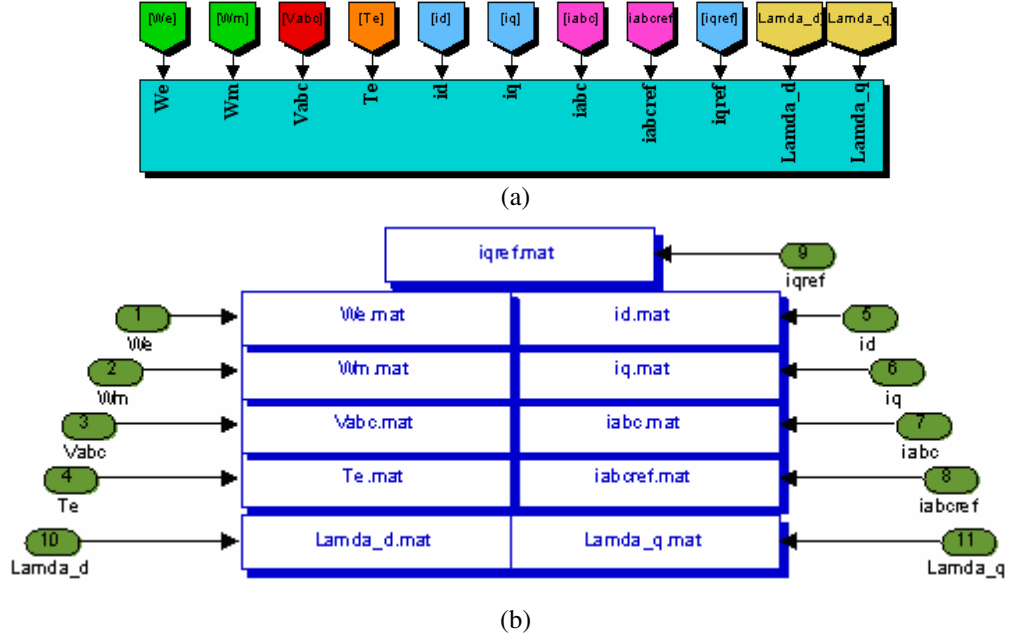 [We] [Wm] [Vabc] [Te] [id] [iq] [iabc] iabcref [iqref] Lamda_d] Lamda_q]
We Wm Vabc Te id iq iabc iabcref iqref Lamda_d Lamda_q
(a)
iqref.mat 9
iqref
1 We.mat id.mat 5
We id
2 Wm.mat iq.mat 6
Wm iq
3 Vabc.mat iabc.mat 7
Vabc iabc
4 Te.mat iabcref.mat 8
Te iabcref
10 Lamda_d.mat Lamda_q.mat 11
Lamda_d Lamda_q
(b)